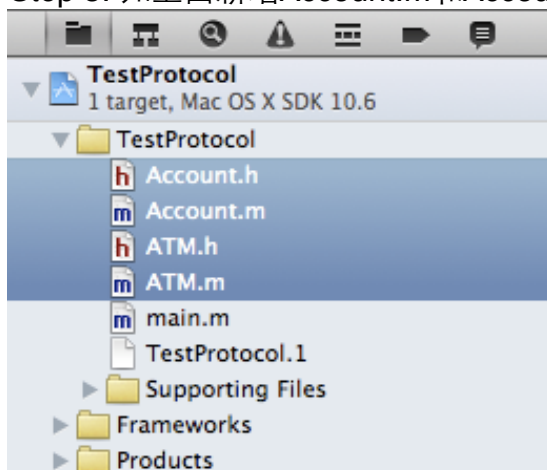 TestProtocol
1 target, Mac OS X SDK 10.6
TestProtocol
h Account.h
m Account.m
h ATM.h
m ATM.m
m main.m
TestProtocol.1
Supporting Files
Frameworks
Products